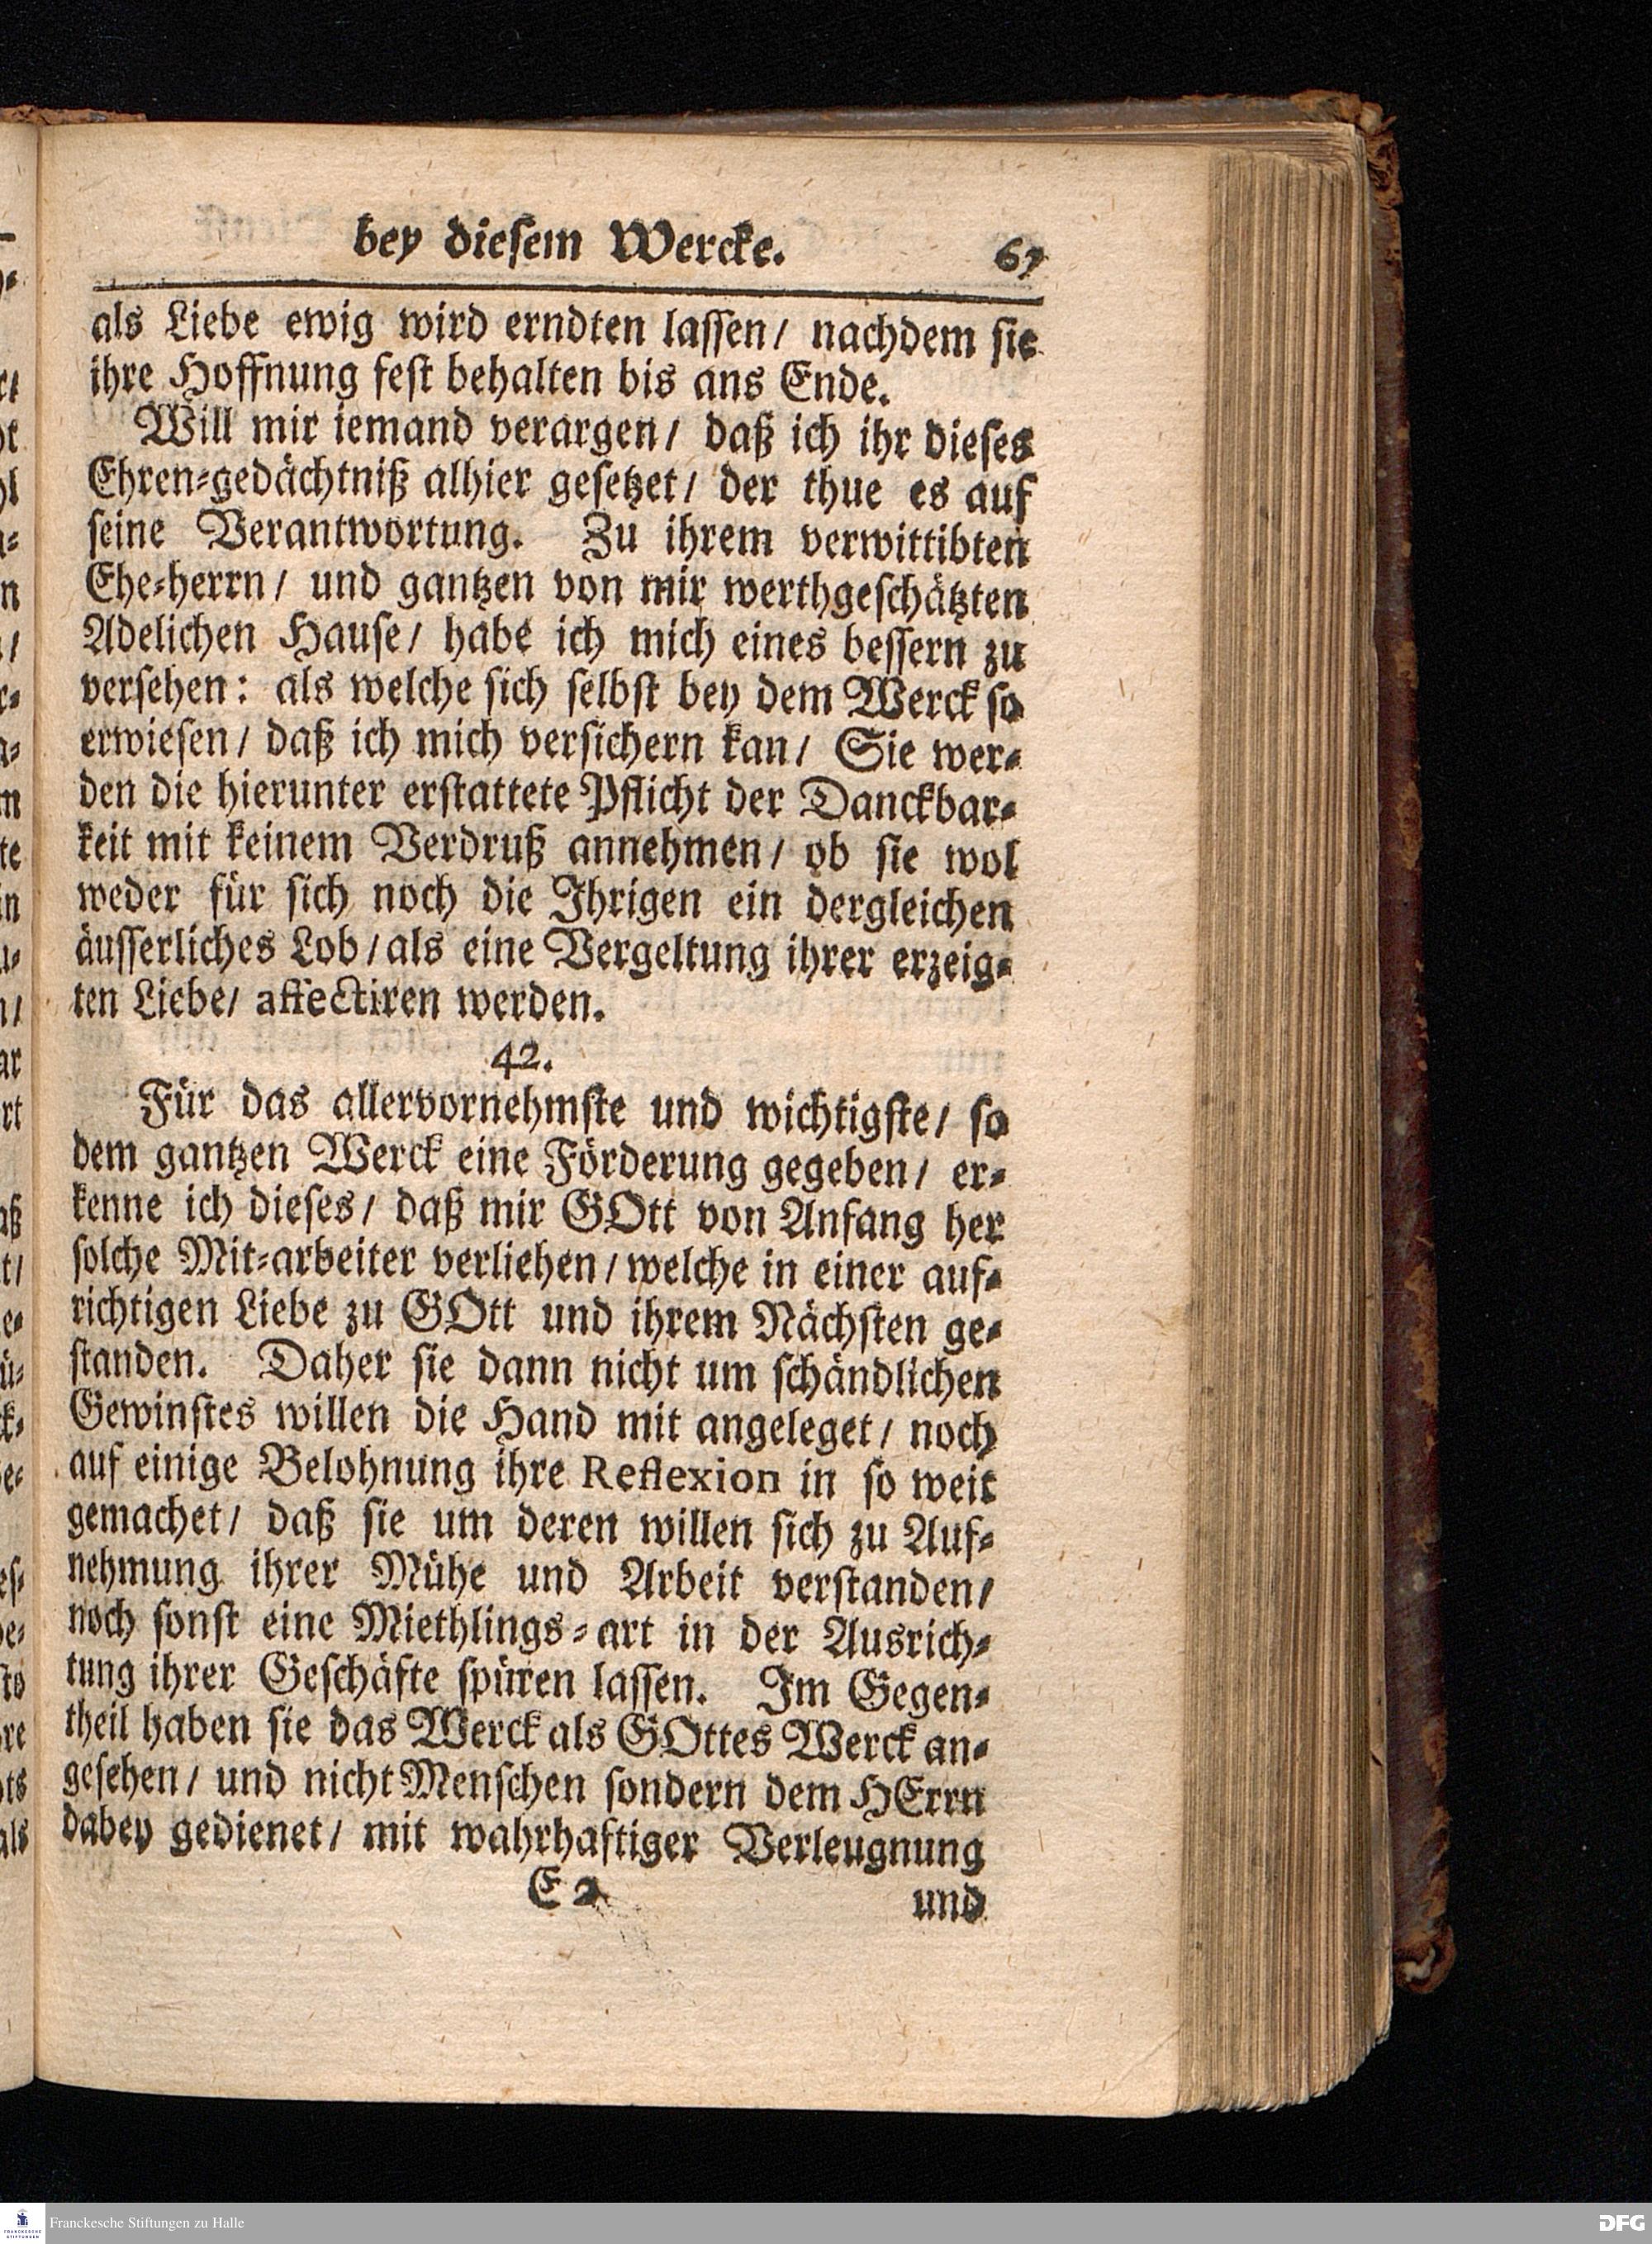 bey diesem Wercke. 67
als Liebe ewig wird erndten lassen/ nachdem sie
ihre Hoffnung fest behalten bis ans Ende.
Will mir iemand verargen/ daß ich ihr dieses
Ehren-gedächtniß alhier gesetzet/ der thue es auf
seine Verantwortung. Zu ihrem verwittibten
Ehe-herrn/ und gantzen von mir werthgeschätzten
Adelichen Hause/ habe ich mich eines bessern zu
versehen: als welche sich selbst bey dem Werck so
erwiesen/ daß ich mich versichern kan/ Sie wer-
den die hierunter erstattete Pflicht der Danckbar-
keit mit keinem Verdruß annehmen/ ob sie wol
weder für sich noch die Ihrigen ein dergleichen
äusserliches Lob/ als eine Vergeltung ihrer erzeig-
ten Liebe/ affectiren werden.
42.
Für das allervornehmste und wichtigste/ so
dem gantzen Werck eine Förderung gegeben/ er-
kenne ich dieses/ daß mir GOtt von Anfang her
solche Mit-arbeiter verliehen/ welche in einer auf-
richtigen Liebe zu GOtt und ihrem Nächsten ge-
standen. Daher sie dann nicht um schändlichen
Gewinstes willen die Hand mit angeleget/ noch
auf einige Belohnung ihre Reflexion in so weit
gemachet/ daß sie um deren willen sich zu Auf-
nehmung ihrer Mühe und Arbeit verstanden/
noch sonst eine Miethlings-art in der Ausrich-
tung ihrer Geschäfte spüren lassen. Im Gegen-
theil haben sie das Werck als GOttes Werck an-
gesehen/ und nicht Menschen sondern dem HErrn
dabey gedienet/ mit wahrhaftiger Verleugnung
E 2 und
Franckesche Stiftungen zu Halle
DFG